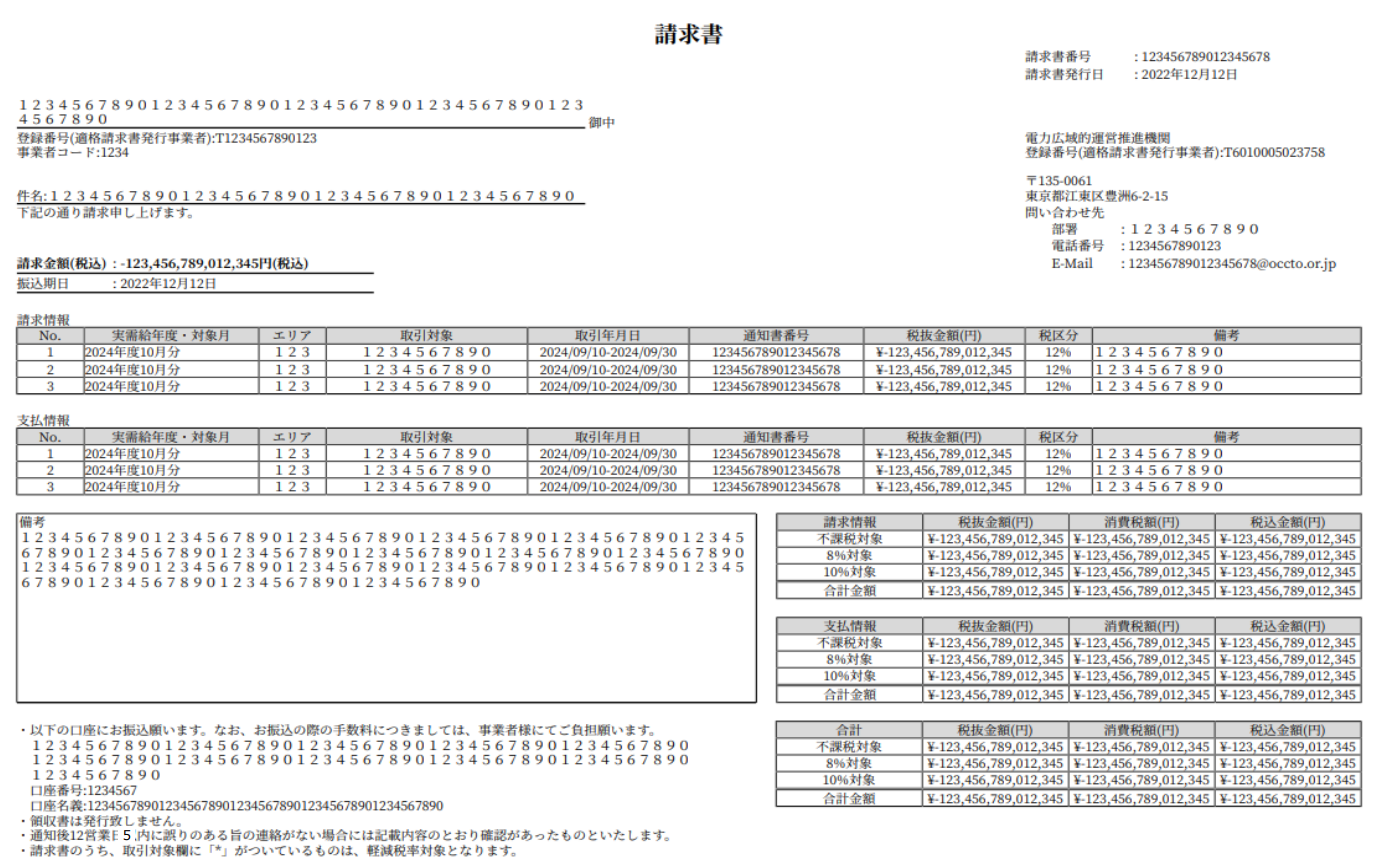 請求書
請求書番号 : 123456789012345678
請求書発行日 : 2022年12月12日
１２３４５６７８９０１２３４５６７８９０１２３４５６７８９０１２３４５６７８９０１２３
４５６７８９０ 御中
登録番号(適格請求書発行事業者):T1234567890123
事業者コード:1234
電力広域的運営推進機関
登録番号(適格請求書発行事業者):T6010005023758
〒135-0061
東京都江東区豊洲6-2-15
問い合わせ先
部署 : １２３４５６７８９０
電話番号 : 1234567890123
E-Mail : 123456789012345678@occto.or.jp
件名:１２３４５６７８９０１２３４５６７８９０１２３４５６７８９０１２３４５６７８９０
下記の通り請求申し上げます。
請求金額(税込) : -123,456,789,012,345円(税込)
振込期日 : 2022年12月12日
請求情報
No. 実需給年度・対象月 エリア 取引対象 取引年月日 通知書番号 税抜金額(円) 税区分 備考
1 2024年度10月分 １２３ １２３４５６７８９０ 2024/09/10-2024/09/30 123456789012345678 ¥-123,456,789,012,345 12% １２３４５６７８９０
2 2024年度10月分 １２３ １２３４５６７８９０ 2024/09/10-2024/09/30 123456789012345678 ¥-123,456,789,012,345 12% １２３４５６７８９０
3 2024年度10月分 １２３ １２３４５６７８９０ 2024/09/10-2024/09/30 123456789012345678 ¥-123,456,789,012,345 12% １２３４５６７８９０
支払情報
No. 実需給年度・対象月 エリア 取引対象 取引年月日 通知書番号 税抜金額(円) 税区分 備考
1 2024年度10月分 １２３ １２３４５６７８９０ 2024/09/10-2024/09/30 123456789012345678 ¥-123,456,789,012,345 12% １２３４５６７８９０
2 2024年度10月分 １２３ １２３４５６７８９０ 2024/09/10-2024/09/30 123456789012345678 ¥-123,456,789,012,345 12% １２３４５６７８９０
3 2024年度10月分 １２３ １２３４５６７８９０ 2024/09/10-2024/09/30 123456789012345678 ¥-123,456,789,012,345 12% １２３４５６７８９０
備考
１２３４５６７８９０１２３４５６７８９０１２３４５６７８９０１２３４５６７８９０１２３４５６７８９０１２３４５
６７８９０１２３４５６７８９０１２３４５６７８９０１２３４５６７８９０１２３４５６７８９０１２３４５６７８９０
１２３４５６７８９０１２３４５６７８９０１２３４５６７８９０１２３４５６７８９０１２３４５６７８９０１２３４５
６７８９０１２３４５６７８９０１２３４５６７８９０１２３４５６７８９０
請求情報 税抜金額(円) 消費税額(円) 税込金額(円)
不課税対象 ¥-123,456,789,012,345 ¥-123,456,789,012,345 ¥-123,456,789,012,345
8%対象 ¥-123,456,789,012,345 ¥-123,456,789,012,345 ¥-123,456,789,012,345
10%対象 ¥-123,456,789,012,345 ¥-123,456,789,012,345 ¥-123,456,789,012,345
合計金額 ¥-123,456,789,012,345 ¥-123,456,789,012,345 ¥-123,456,789,012,345
支払情報 税抜金額(円) 消費税額(円) 税込金額(円)
不課税対象 ¥-123,456,789,012,345 ¥-123,456,789,012,345 ¥-123,456,789,012,345
8%対象 ¥-123,456,789,012,345 ¥-123,456,789,012,345 ¥-123,456,789,012,345
10%対象 ¥-123,456,789,012,345 ¥-123,456,789,012,345 ¥-123,456,789,012,345
合計金額 ¥-123,456,789,012,345 ¥-123,456,789,012,345 ¥-123,456,789,012,345
合計 税抜金額(円) 消費税額(円) 税込金額(円)
不課税対象 ¥-123,456,789,012,345 ¥-123,456,789,012,345 ¥-123,456,789,012,345
8%対象 ¥-123,456,789,012,345 ¥-123,456,789,012,345 ¥-123,456,789,012,345
10%対象 ¥-123,456,789,012,345 ¥-123,456,789,012,345 ¥-123,456,789,012,345
合計金額 ¥-123,456,789,012,345 ¥-123,456,789,012,345 ¥-123,456,789,012,345
・以下の口座にお振込願います。なお、お振込の際の手数料につきましては、事業者様にてご負担願います。
１２３４５６７８９０１２３４５６７８９０１２３４５６７８９０１２３４５６７８９０１２３４５６７８９０
１２３４５６７８９０１２３４５６７８９０１２３４５６７８９０１２３４５６７８９０１２３４５６７８９０
１２３４５６７８９０
口座番号:1234567
口座名義:12345678901234567890123456789012345678901234567890
・領収書は発行致しません。
・通知後12営業 5 内に誤りのある旨の連絡がない場合には記載内容のとおり確認があったものといたします。
・請求書のうち、取引対象欄に「*」がついているものは、軽減税率対象となります。